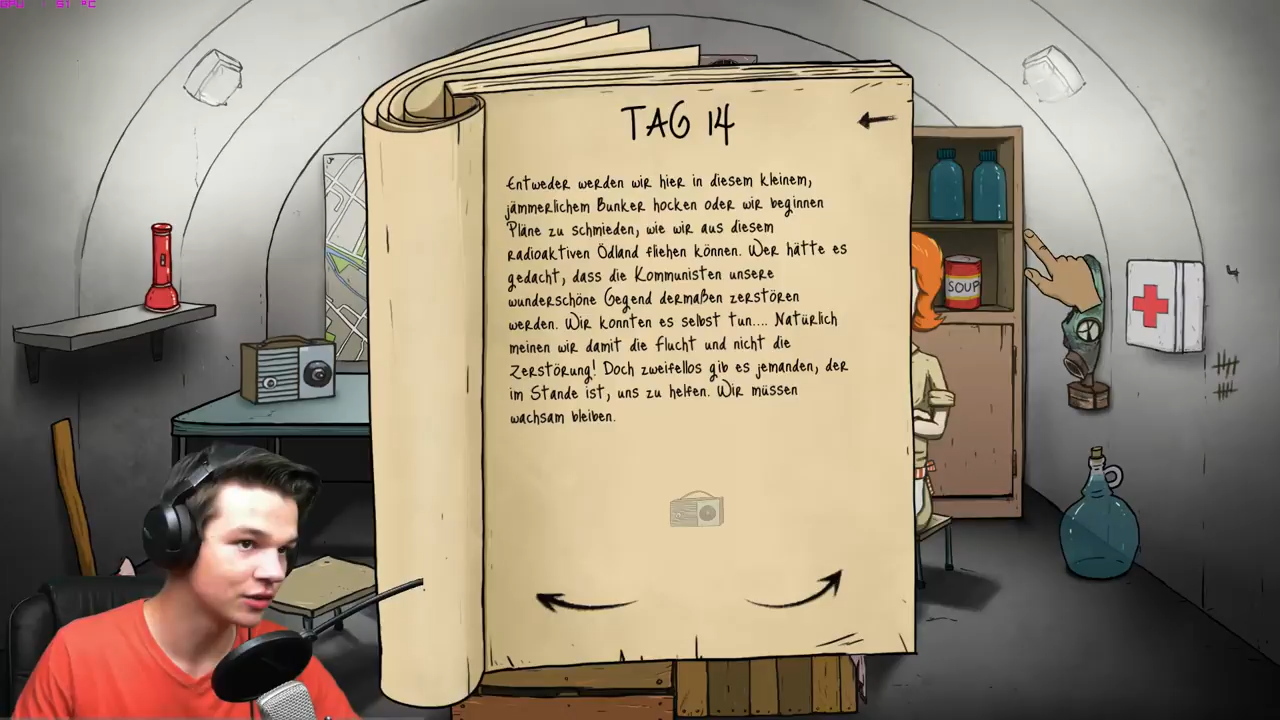 GPU 51 °C
TAG 14
Entweder werden wir hier in diesem kleinem,
jämmerlichem Bunker hocken oder wir beginnen
Pläne zu schmieden, wie wir aus diesem
radioaktiven Ödland fliehen können. Wer hätte es
gedacht, dass die Kommunisten unsere
wunderschöne Gegend dermaßen zerstören
werden. Wir konnten es selbst tun.... Natürlich
meinen wir damit die Flucht und nicht die
Zerstörung! Doch zweifellos gib es jemanden, der
im Stande ist, uns zu helfen. Wir müssen
wachsam bleiben.
SOUP